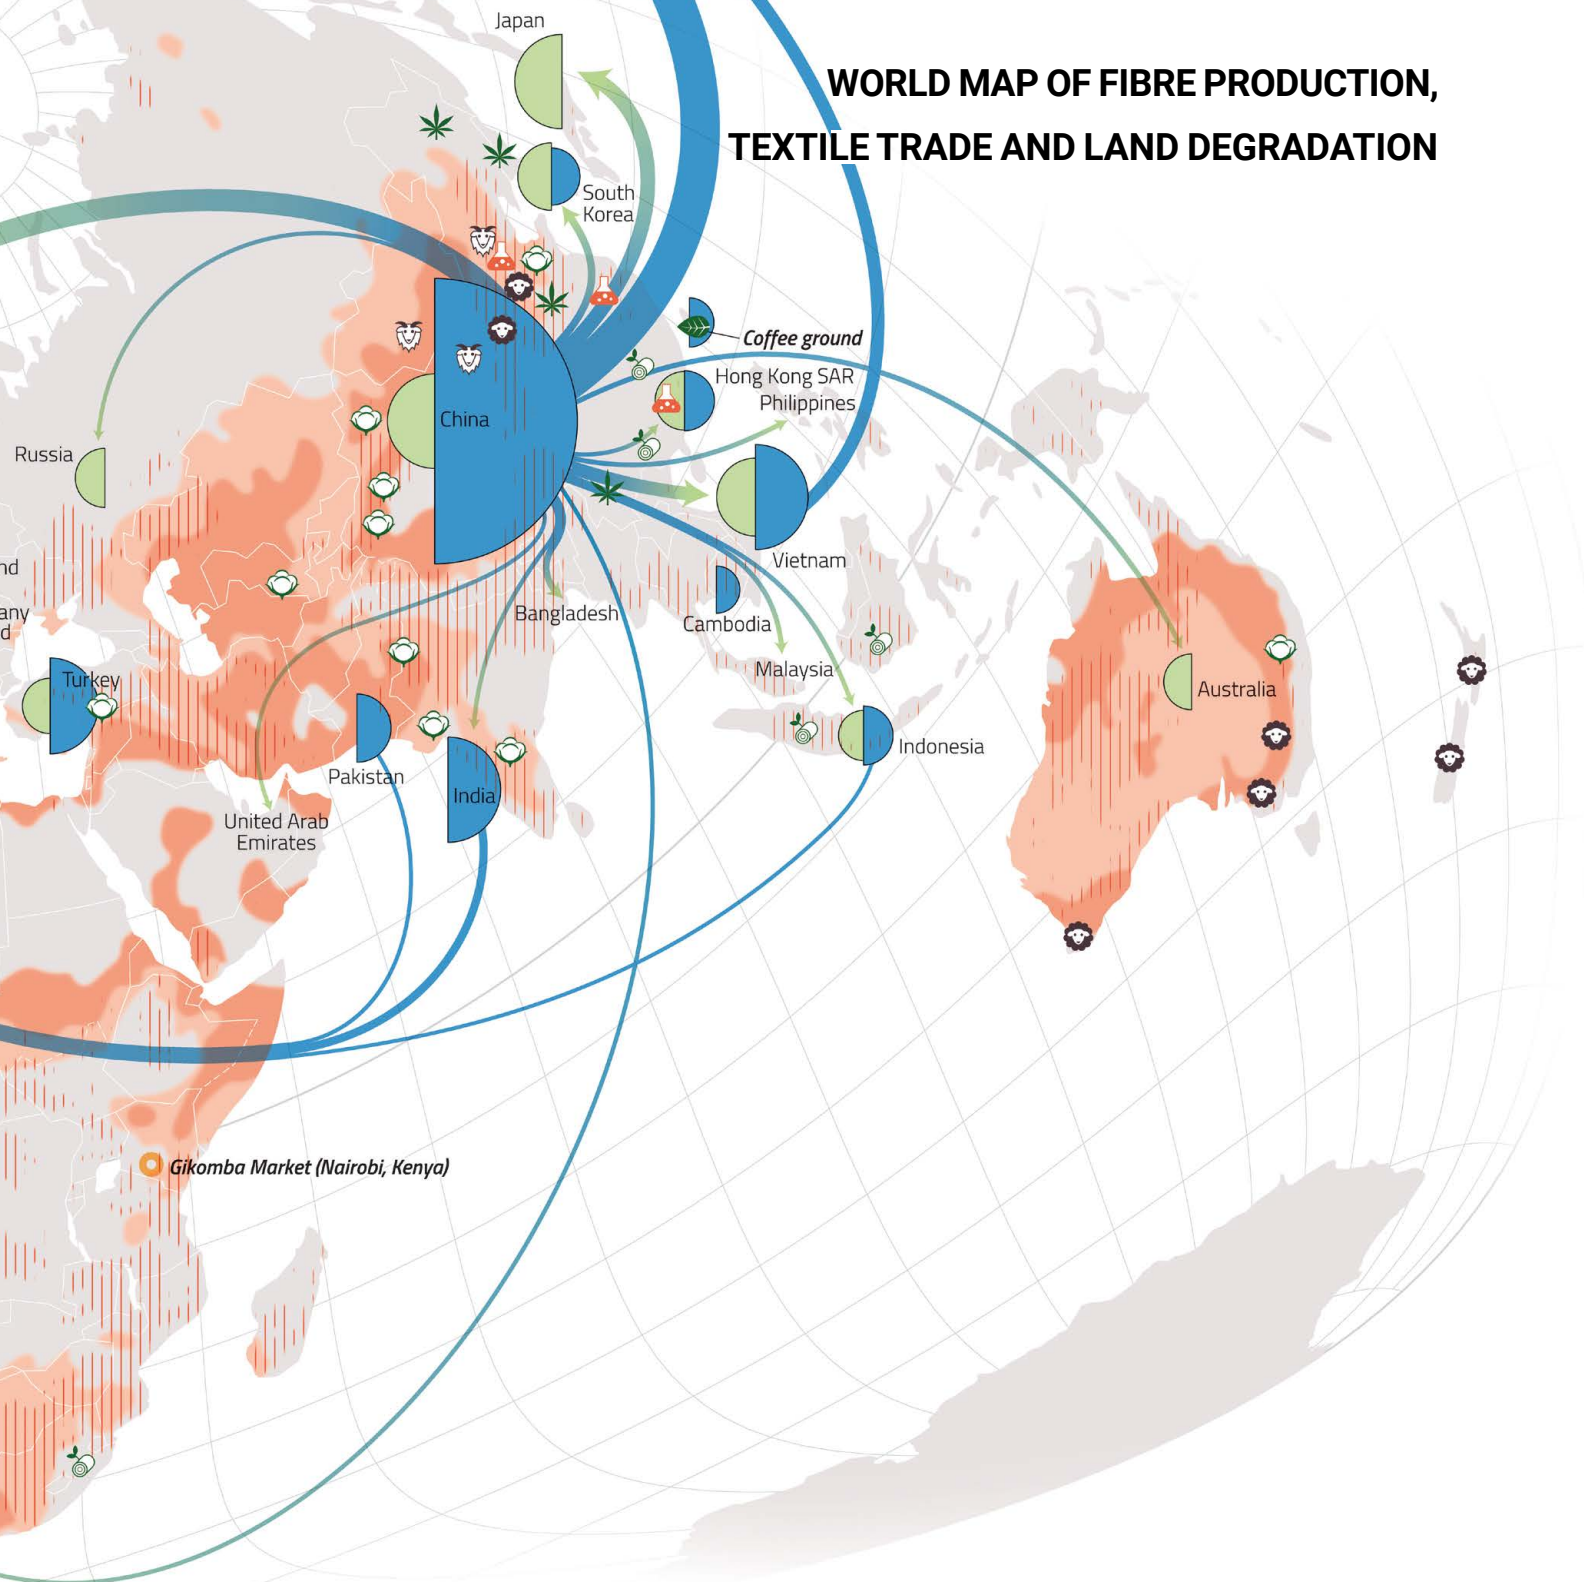 WORLD MAP OF FIBRE PRODUCTION,
TEXTILE TRADE AND LAND DEGRADATION
Japan
South
Korea
Coffee ground
Hong Kong SAR
Philippines
China
Russia
Vietnam
Bangladesh
Cambodia
Malaysia
Turkey
Australia
Indonesia
Pakistan
India
United Arab
Emirates
Gikomba Market (Nairobi, Kenya)